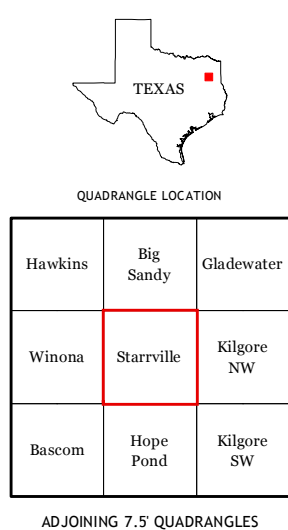 TEXAS
QUADRANGLE LOCATION
Hawkins
Big
Sandy
Gladewater
Winona
Starrville
Kilgore
NW
Bascom
Hope
Pond
Kilgore
SW
ADJOINING 7.5' QUADRANGLES